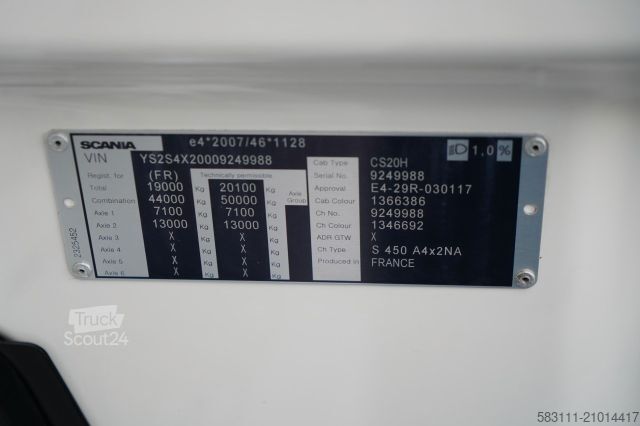 SCANIA e4*2007/46*1128 1,0%
VIN YS2S4X20009249988
Cab Type CS20H
Regist. for (FR) Technically permissible Serial No. 9249988
Total 19000 Kg 20100 Kg Axle Group Approval E4-29R-030117
Combination 44000 Kg 50000 Kg Cab Colour 1366386
Axle 1 7100 Kg 7100 Kg Ch No. 9249988
Axle 2 13000 Kg 13000 Kg Ch Colour 1346692
Axle 3 X Kg X Kg ADR GTW X
Axle 4 X Kg X Kg Ch Type S 450 A4x2NA
Axle 5 X Kg X Kg Produced in FRANCE
Axle 6 X Kg X Kg
2325452
Truck
Scout24
583111-21014417